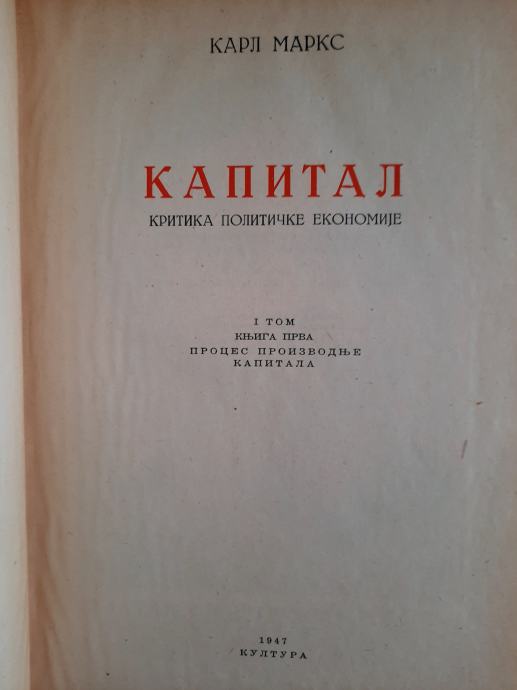 КАРЛ МАРКС
КАПИТАЛ
КРИТИКА ПОЛИТИЧКЕ ЕКОНОМИЈЕ
I ТОМ
КЊИГА ПРВА
ПРОЦЕС ПРОИЗВОДЊЕ
КАПИТАЛА
1947
КУЛТУРА